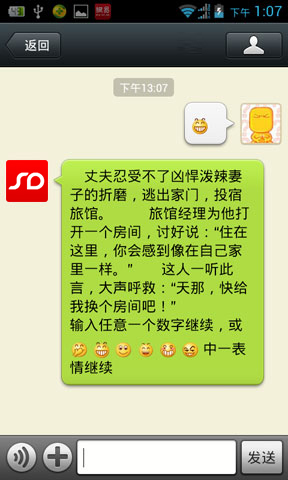 下午 1:07
返回
下午13:07
丈夫忍受不了凶悍泼辣妻
子的折磨，逃出家门，投宿
旅馆。 旅馆经理为他打
开一个房间，讨好说：“住在
这里，你会感到像在自己家
里一样。” 这人一听此
言，大声呼救：“天那，快给
我换个房间吧！”
输入任意一个数字继续，或
中一表
情继续
SD
发送